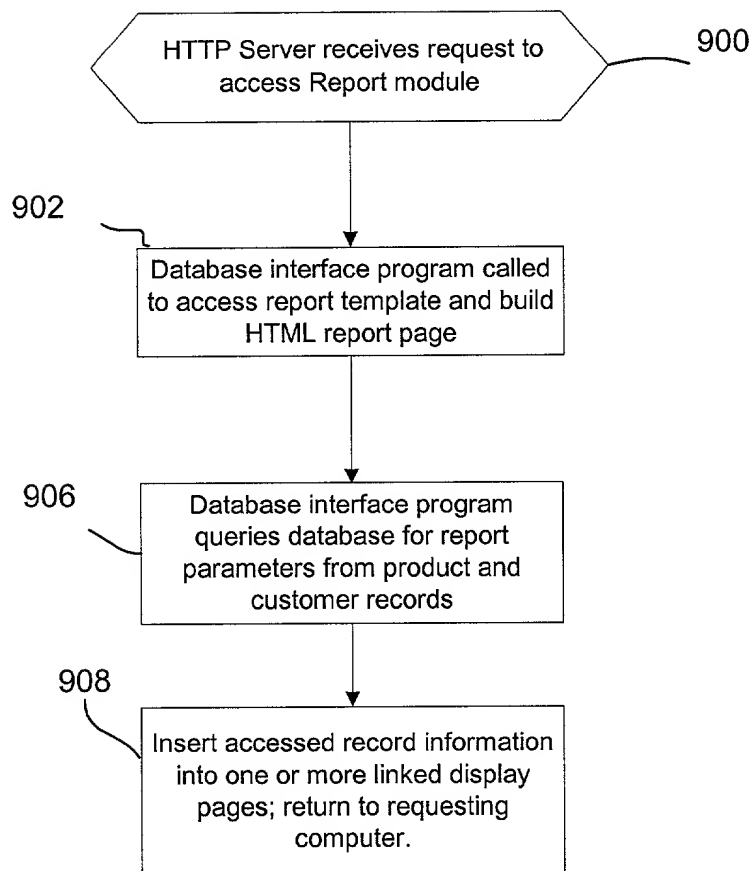 HTTP Server receives request to
access Report module
900
902
Database interface program called
to access report template and build
HTML report page
906
Database interface program
queries database for report
parameters from product and
customer records
908
Insert accessed record information
into one or more linked display
pages; return to requesting
computer.